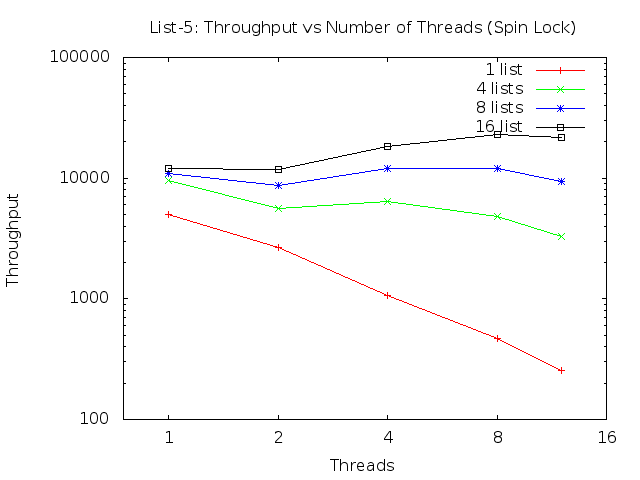 List-5: Throughput vs Number of Threads (Spin Lock)
100000
10000
1000
100
Throughput
1 list
4 lists
8 lists
16 list
1 2 4 8 16
Threads